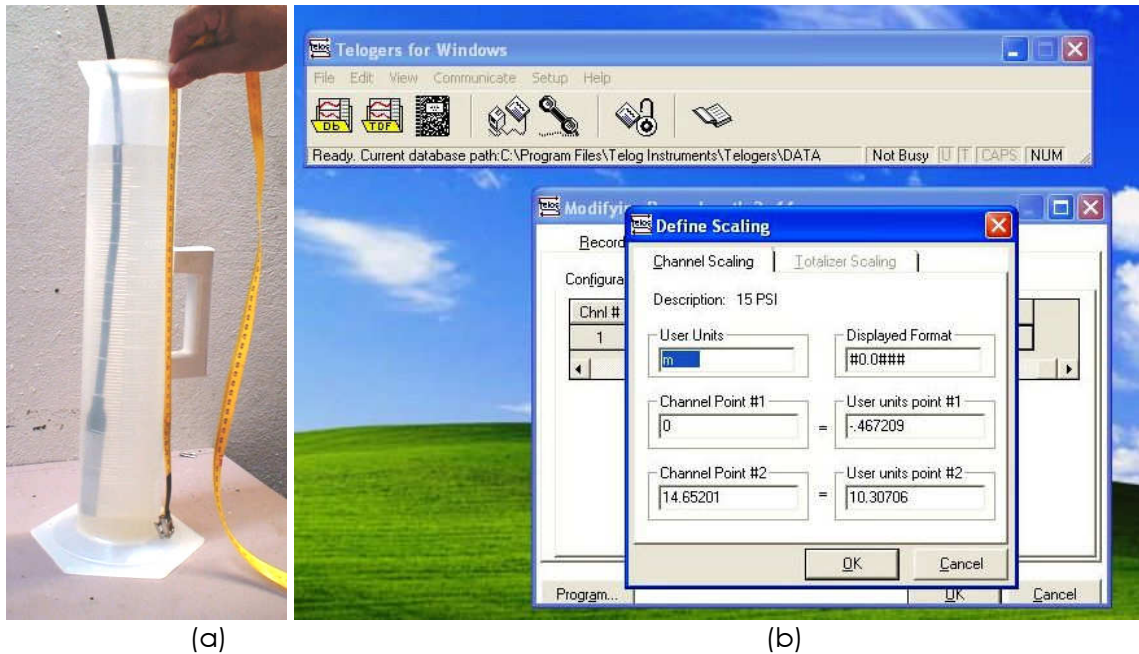 Telogers for Windows
File Edit View Communicate Setup Help
Db TDF
Ready. Current database path:C:\Program Files\Telog Instruments\Telogers\DATA Not Busy U T CAPS NUM
Define Scaling
Record
Channel Scaling Totalizer Scaling
Configura
Description: 15 PSI
Chnl #
1
User Units Displayed Format
m #0.0###
Channel Point #1 User units point #1
0 = -.467209
Channel Point #2 User units point #2
14.65201 = 10.30706
OK Cancel
Program... OK Cancel
(a) (b)